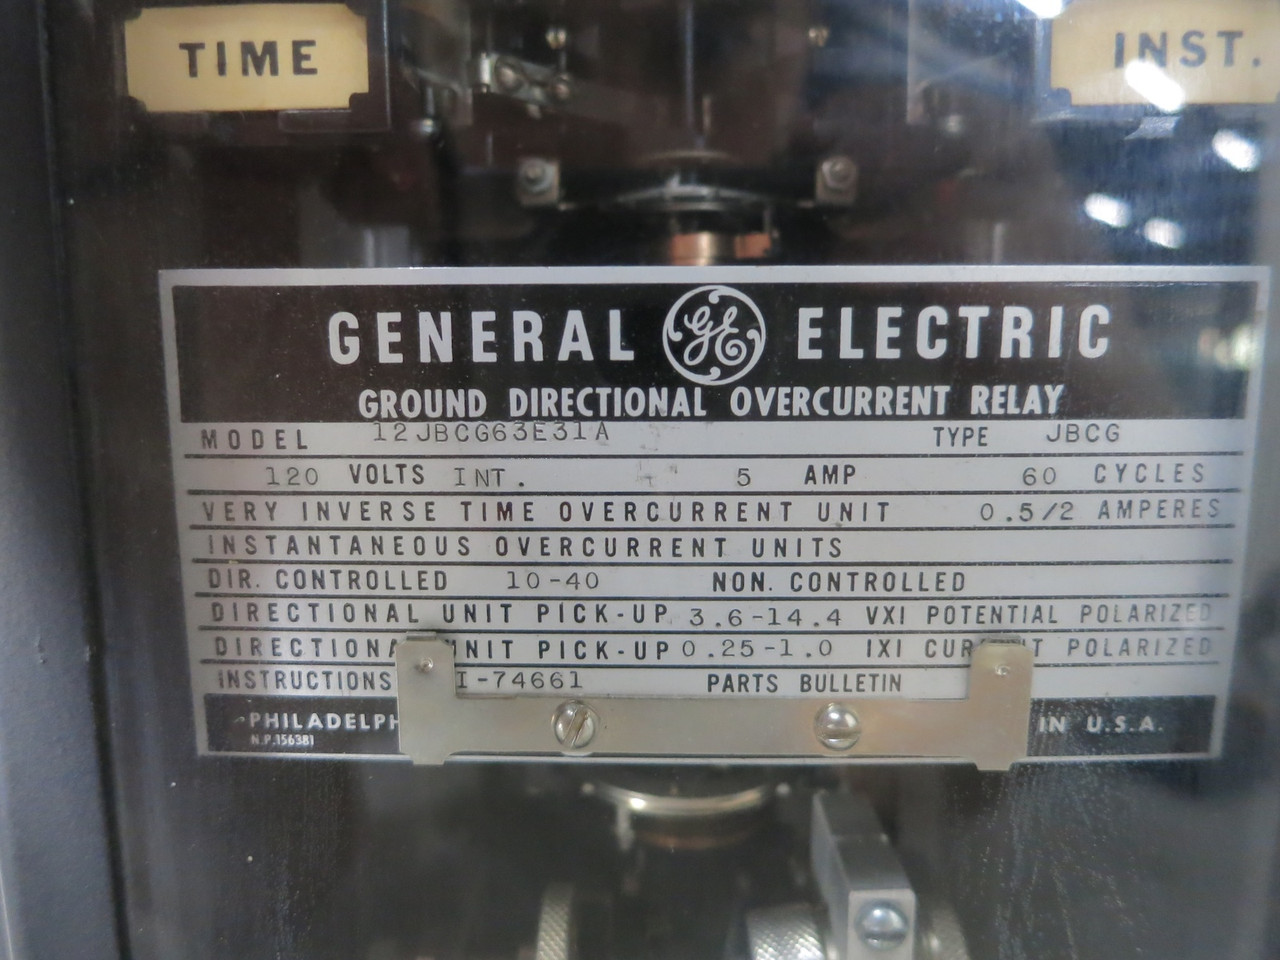 TIME
INST.
GENERAL GE ELECTRIC
GROUND DIRECTIONAL OVERCURRENT RELAY
MODEL 12JBCG63E31A TYPE JBCG
120 VOLTS INT. 5 AMP 60 CYCLES
VERY INVERSE TIME OVERCURRENT UNIT 0.5/2 AMPERES
INSTANTANEOUS OVERCURRENT UNITS
DIR. CONTROLLED 10-40 NON. CONTROLLED
DIRECTIONAL UNIT PICK-UP 3.6-14.4 VXI POTENTIAL POLARIZED
PICK-UP 0.25-1.0 IXI POLARIZED
INSTRUCTIONS I-74661 PARTS BULLETIN
IN U.S.A.
N.P.156381